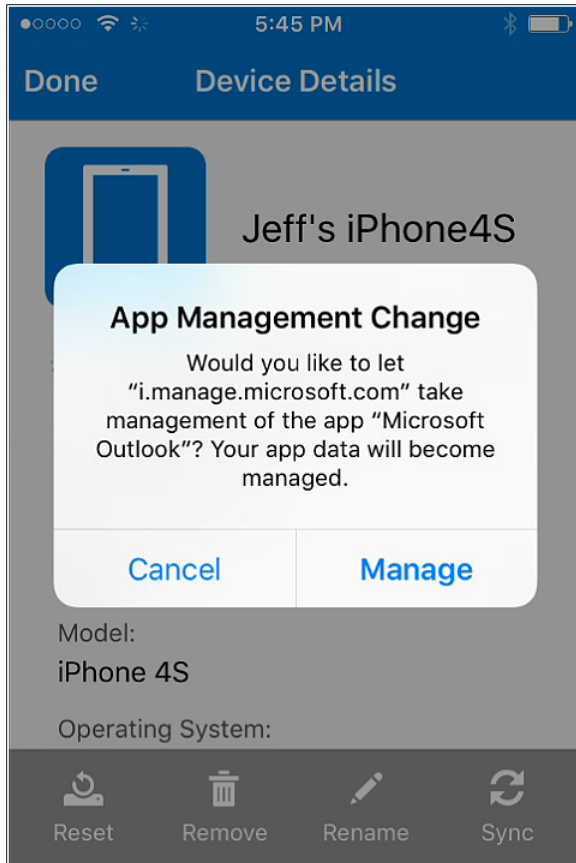 5:45 PM
Done Device Details
Jeff's iPhone4S
App Management Change
Would you like to let
“i.manage.microsoft.com” take
management of the app “Microsoft
Outlook”? Your app data will become
managed.
Cancel Manage
Model:
iPhone 4S
Operating System:
Reset Remove Rename Sync